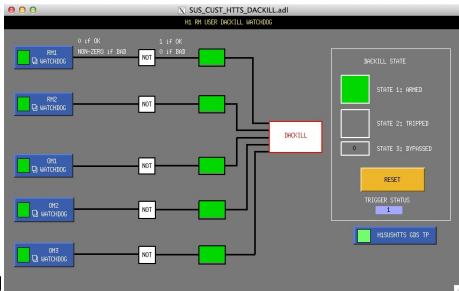 SUS_CUST_HTTS_DACKILL.adl
H1 RM USER DACKILL WATCHDOG
0 if OK
NON-ZERO if BAD
1 if OK
0 if BAD
RM1
WATCHDOG
NOT
RM2
WATCHDOG
NOT
OM1
WATCHDOG
NOT
OM2
WATCHDOG
NOT
OM3
WATCHDOG
NOT
DACKILL
DACKILL STATE
STATE 1: ARMED
STATE 2: TRIPPED
0
STATE 3: BYPASSED
RESET
TRIGGER STATUS
1
H1SUSHTTS GDS TP